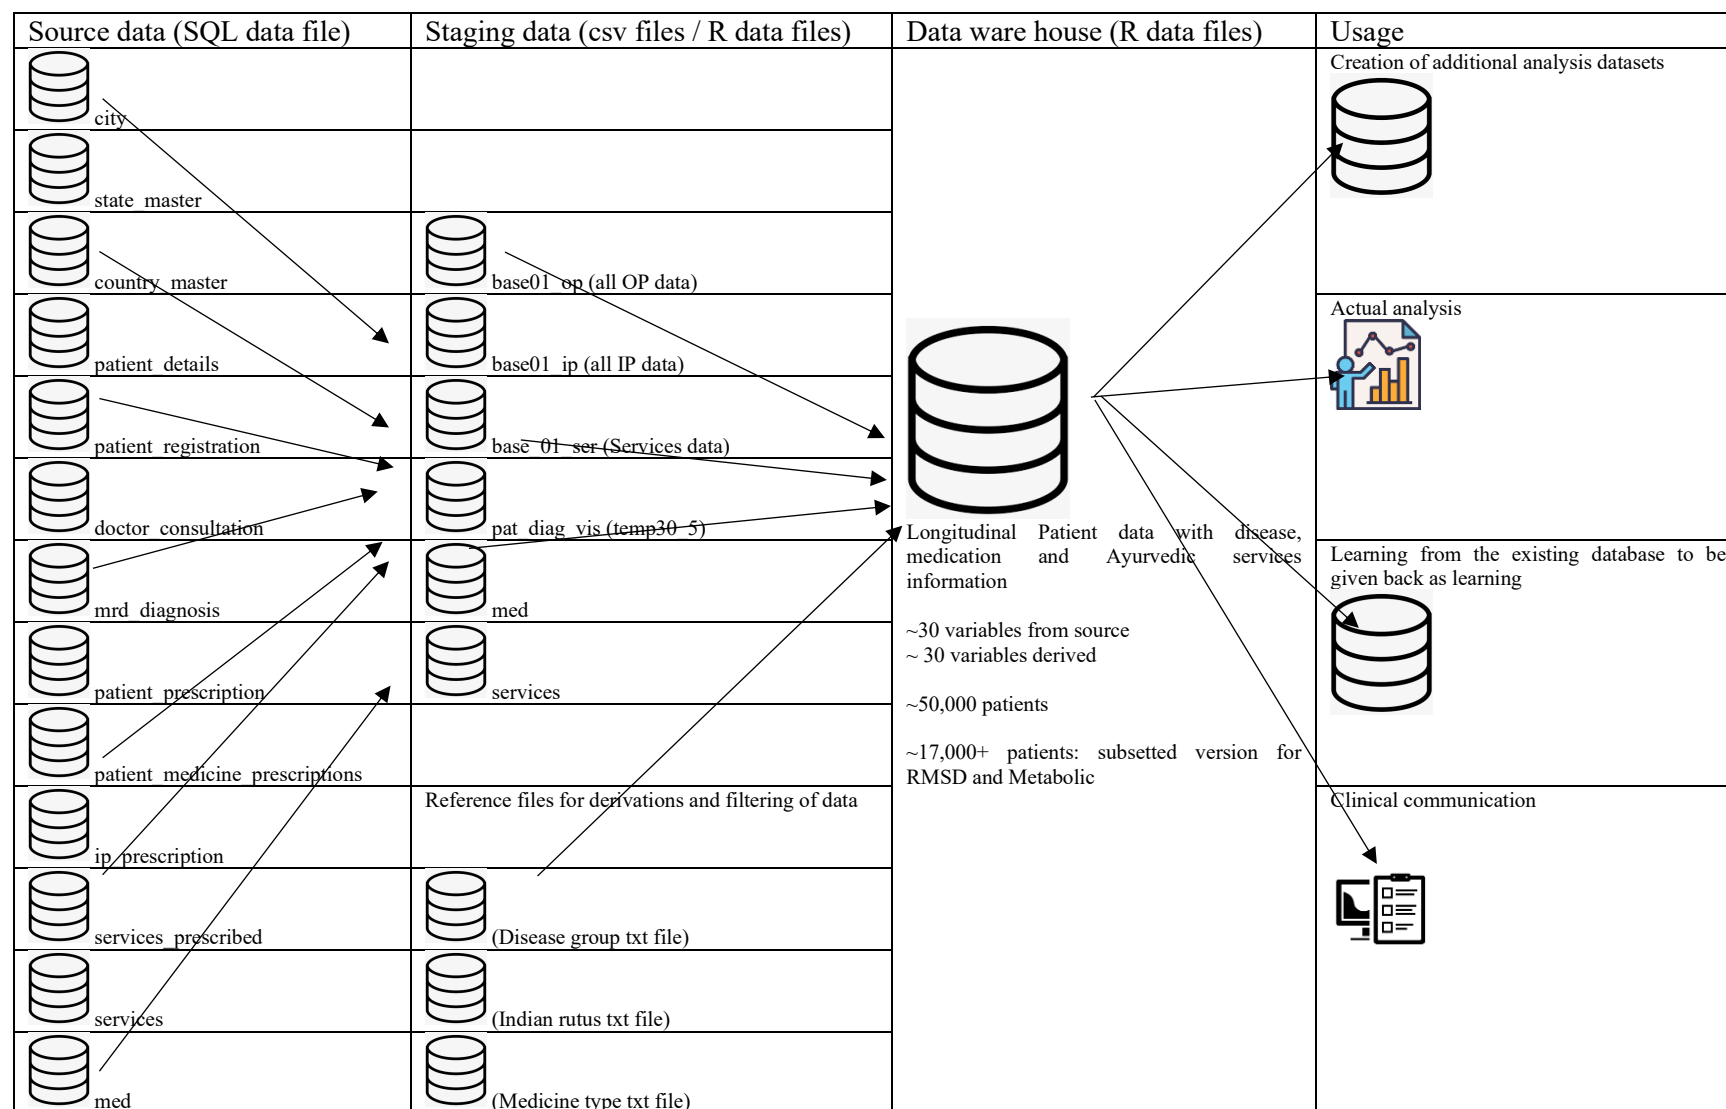 Source data (SQL data file)
Staging data (csv files / R data files)
Data ware house (R data files)
Usage
city
state_master
country_master
patient_details
patient_registration
doctor_consultation
mrd_diagnosis
patient_prescription
patient_medicine_prescriptions
ip_prescription
services_prescribed
services
med
base01_op (all OP data)
base01_ip (all IP data)
base_01_ser (Services data)
pat_diag_vis (temp30_5)
med
services
Reference files for derivations and filtering of data
(Disease group txt file)
(Indian rutus txt file)
(Medicine type txt file)
Longitudinal Patient data with disease,
medication and Ayurvedic services
information
~30 variables from source
~ 30 variables derived
~50,000 patients
~17,000+ patients: subsetted version for
RMSD and Metabolic
Creation of additional analysis datasets
Actual analysis
Learning from the existing database to be
given back as learning
Clinical communication